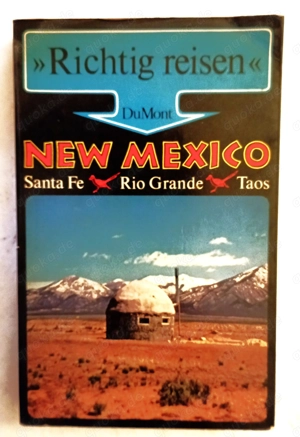 »Richtig reisen«
DuMont
NEW MEXICO
Santa Fe Rio Grande Taos